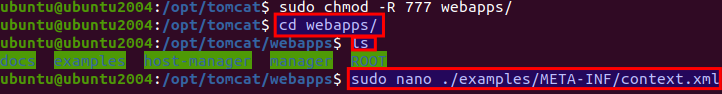 ubuntu@ubuntu2004:/opt/tomcat$ sudo chmod -R 777 webapps/
ubuntu@ubuntu2004:/opt/tomcat$ cd webapps/
ubuntu@ubuntu2004:/opt/tomcat/webapps$ ls
docs examples host-manager manager ROOT
ubuntu@ubuntu2004:/opt/tomcat/webapps$ sudo nano ./examples/META-INF/context.xml